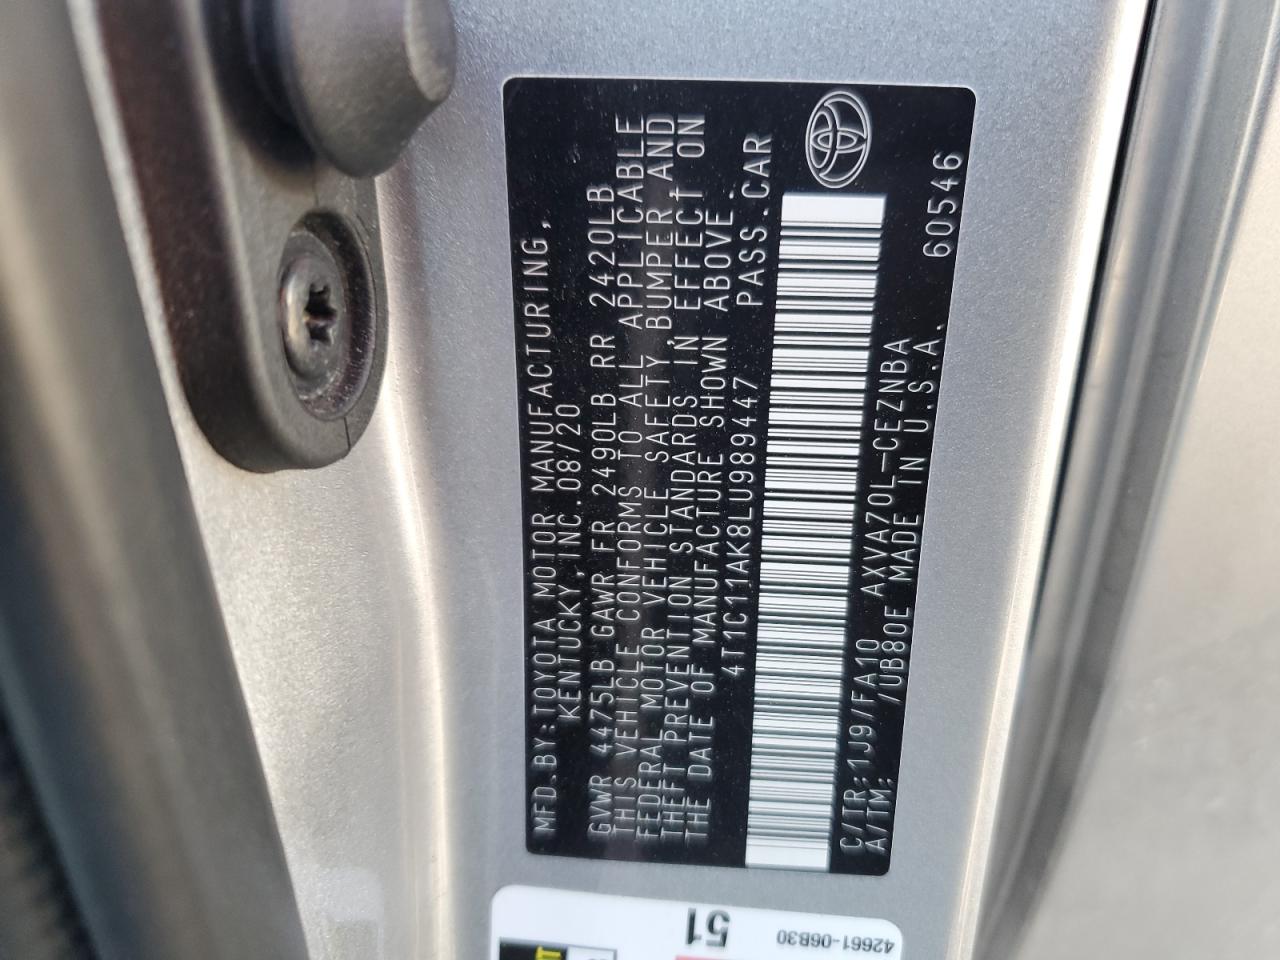 MFD.BY:TOYOTA MOTOR MANUFACTURING,
KENTUCKY,INC.08/20
GVWR 4475LB GAWR FR 2490LB RR 2420LB
THIS VEHICLE CONFORMS TO ALL APPLICABLE
FEDERAL MOTOR VEHICLE SAFETY,BUMPER,AND
THEFT PREVENTION STANDARDS IN EFFECT ON
THE DATE OF MANUFACTURE SHOWN ABOVE.
4T1C11AK8LU989447 PASS.CAR
C/TR:1J9/FA10 AXVA70L-CEZNBA
A/TM: /UB80E MADE IN U.S.A. 60546
51
42661-06B30